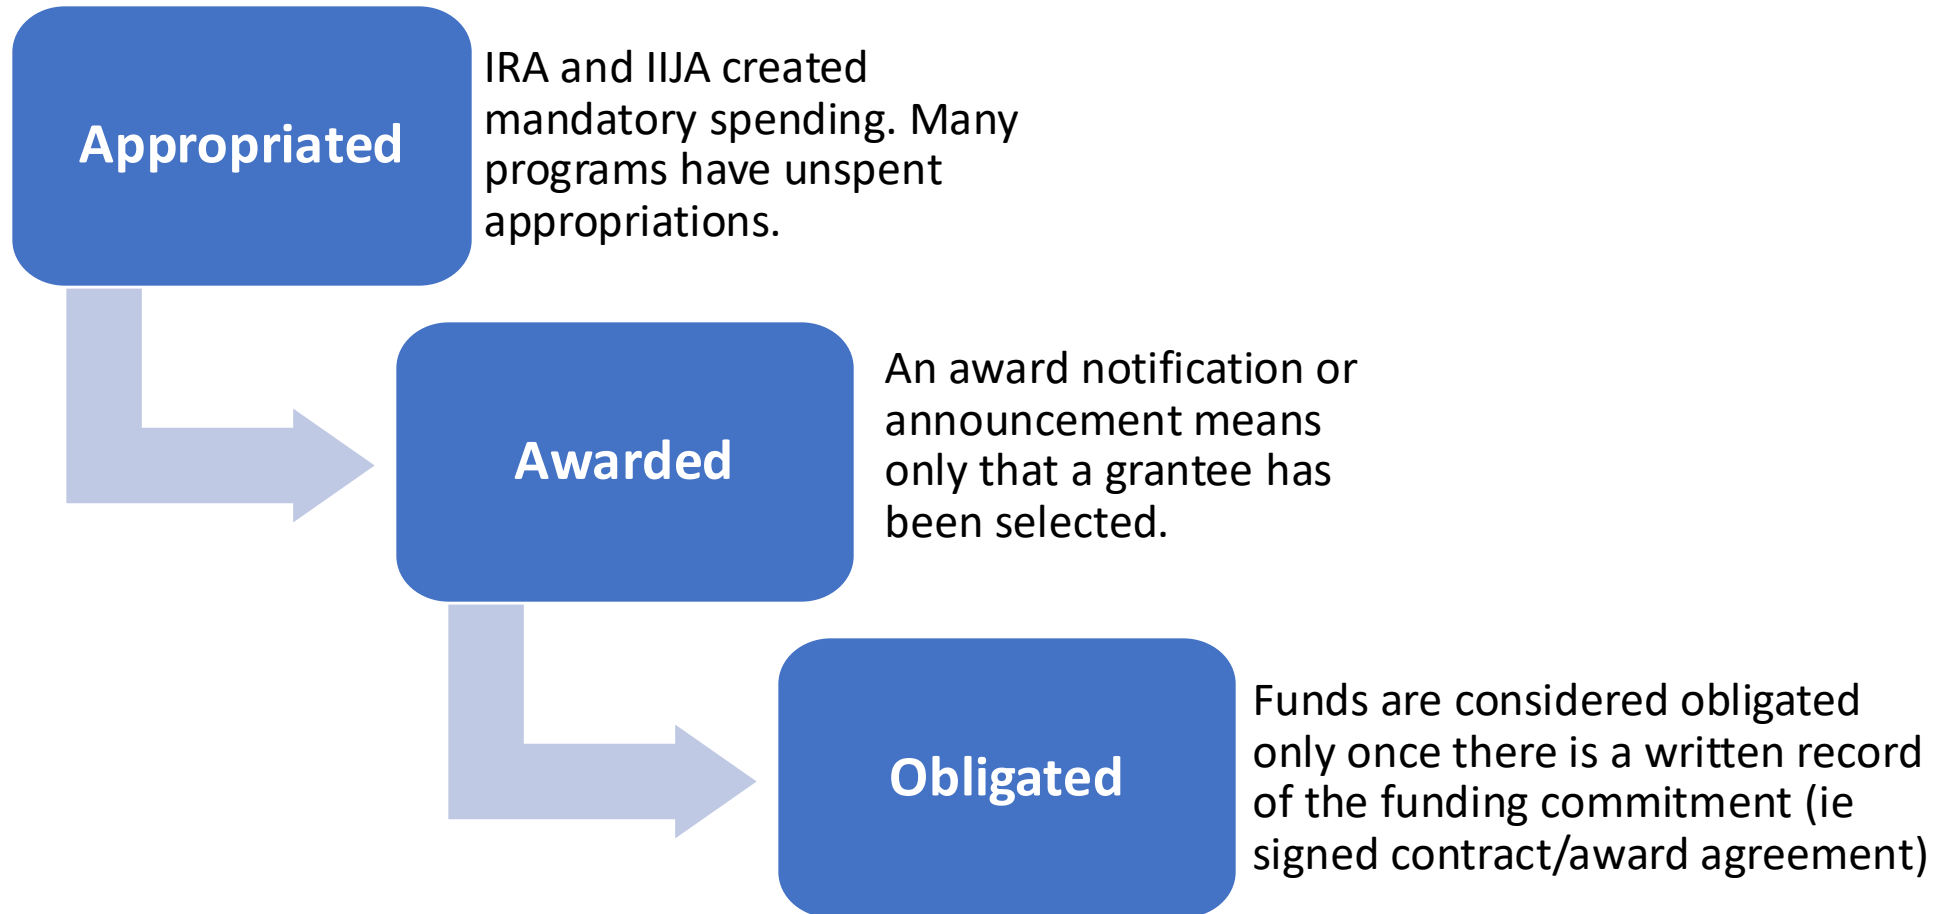 Appropriated
IRA and IIJA created
mandatory spending. Many
programs have unspent
appropriations.
Awarded
An award notification or
announcement means
only that a grantee has
been selected.
Obligated
Funds are considered obligated
only once there is a written record
of the funding commitment (ie
signed contract/award agreement)